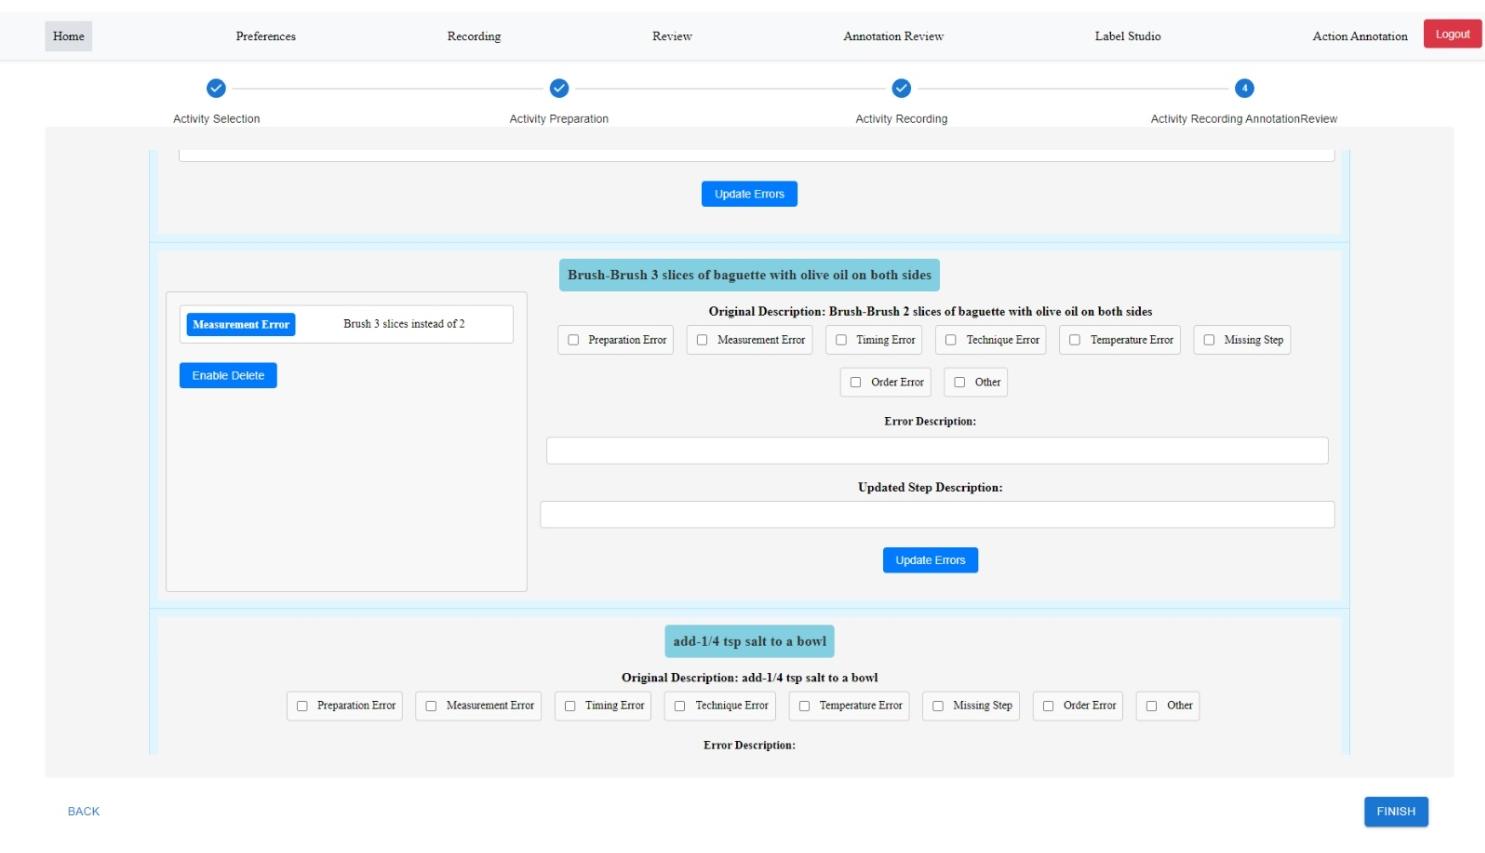 Home Preferences Recording Review Annotation Review Label Studio Action Annotation Logout
4
Activity Selection Activity Preparation Activity Recording Activity Recording AnnotationReview
Update Errors
Brush-Brush 3 slices of baguette with olive oil on both sides
Measurement Error Brush 3 slices instead of 2
Enable Delete
Original Description: Brush-Brush 2 slices of baguette with olive oil on both sides
Preparation Error Measurement Error Timing Error Technique Error Temperature Error Missing Step
Order Error Other
Error Description:
Updated Step Description:
Update Errors
add-1/4 tsp salt to a bowl
Original Description: add-1/4 tsp salt to a bowl
Preparation Error Measurement Error Timing Error Technique Error Temperature Error Missing Step Order Error Other
Error Description:
BACK FINISH